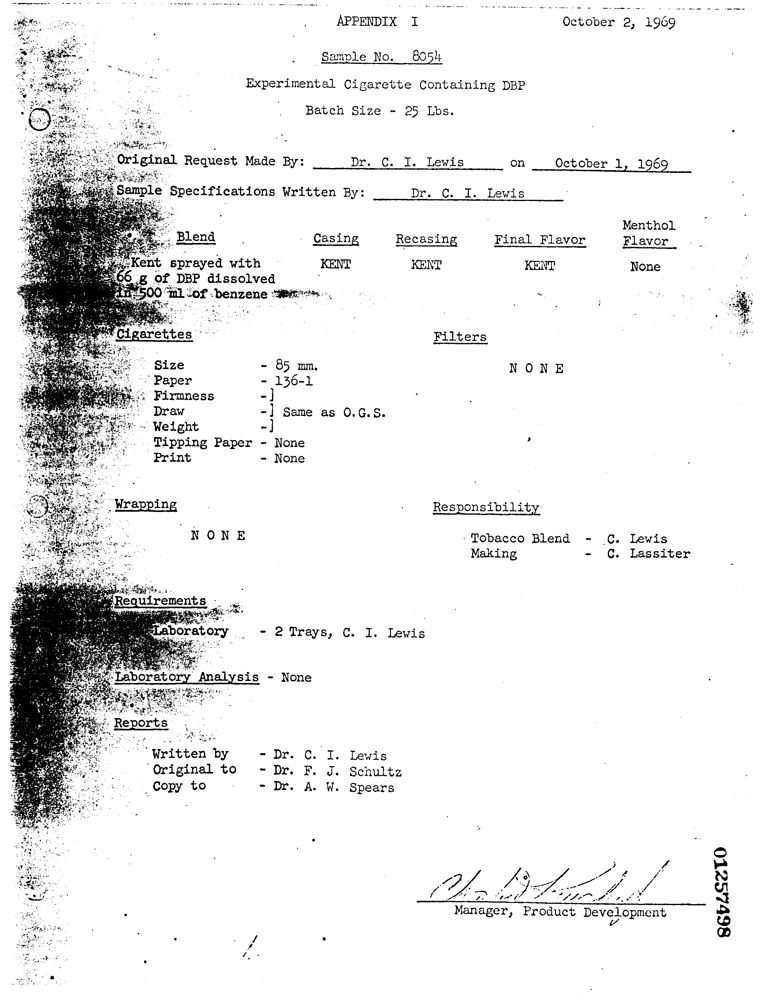 APPENDIX I October 2, 1969
Sample No. 8054
Experimental Cigarette Containing DBP
Batch Size - 25 Lbs.
Original Request Made By: Dr. C. I. Lewis on October 1, 1969
Sample Specifications Written By: Dr. C. I. Lewis
Blend Casing Recasing Final Flavor Menthol Flavor
Kent sprayed with KENT KENT KENT None
66 g of DBP dissolved
in 500 ml of benzene
Cigarettes Filters
Size - 85 mm. N O N E
Paper - 136-1
Firmness -]
Draw -] Same as O.G.S.
Weight -]
Tipping Paper - None
Print - None
Wrapping Responsibility
N O N E
Tobacco Blend - C. Lewis
Making - C. Lassiter
Requirements
Laboratory - 2 Trays, C. I. Lewis
Laboratory Analysis - None
Reports
Written by - Dr. C. I. Lewis
Original to - Dr. F. J. Schultz
Copy to - Dr. A. W. Spears
Manager, Product Development
01257498